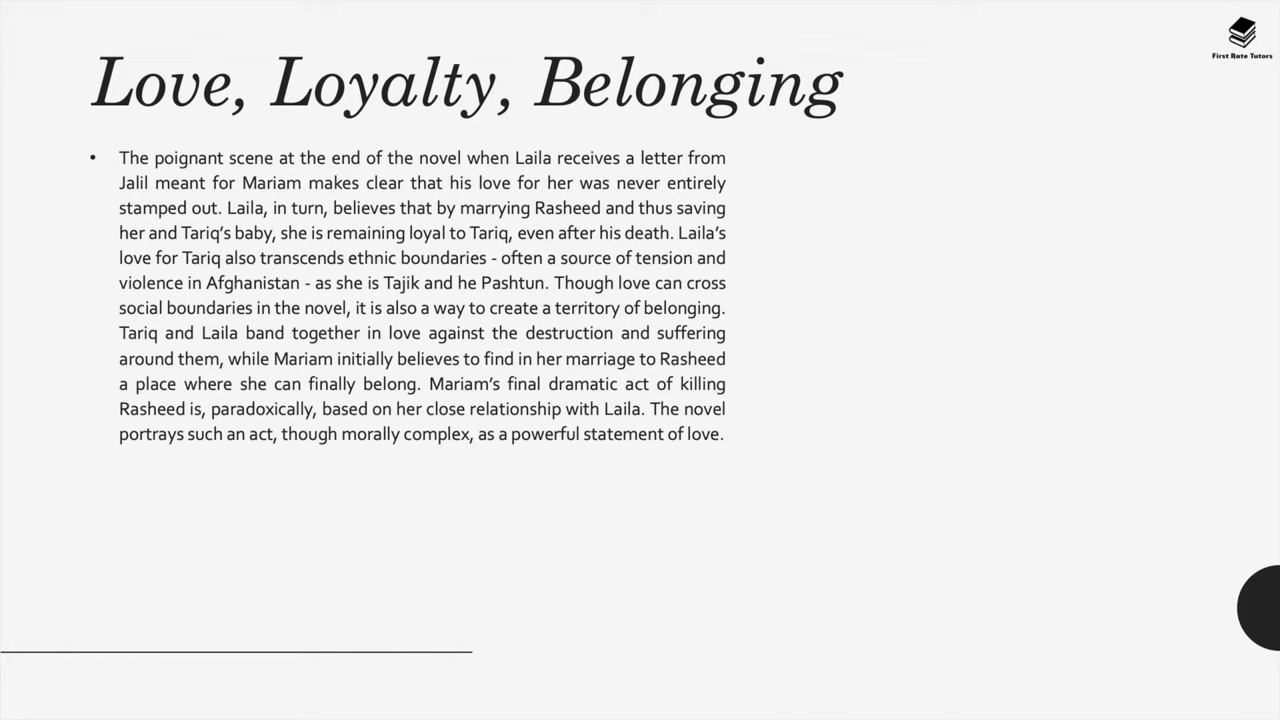 First Rate Tutors
Love, Loyalty, Belonging
• The poignant scene at the end of the novel when Laila receives a letter from
Jalil meant for Mariam makes clear that his love for her was never entirely
stamped out. Laila, in turn, believes that by marrying Rasheed and thus saving
her and Tariq’s baby, she is remaining loyal to Tariq, even after his death. Laila’s
love for Tariq also transcends ethnic boundaries - often a source of tension and
violence in Afghanistan - as she is Tajik and he Pashtun. Though love can cross
social boundaries in the novel, it is also a way to create a territory of belonging.
Tariq and Laila band together in love against the destruction and suffering
around them, while Mariam initially believes to find in her marriage to Rasheed
a place where she can finally belong. Mariam’s final dramatic act of killing
Rasheed is, paradoxically, based on her close relationship with Laila. The novel
portrays such an act, though morally complex, as a powerful statement of love.